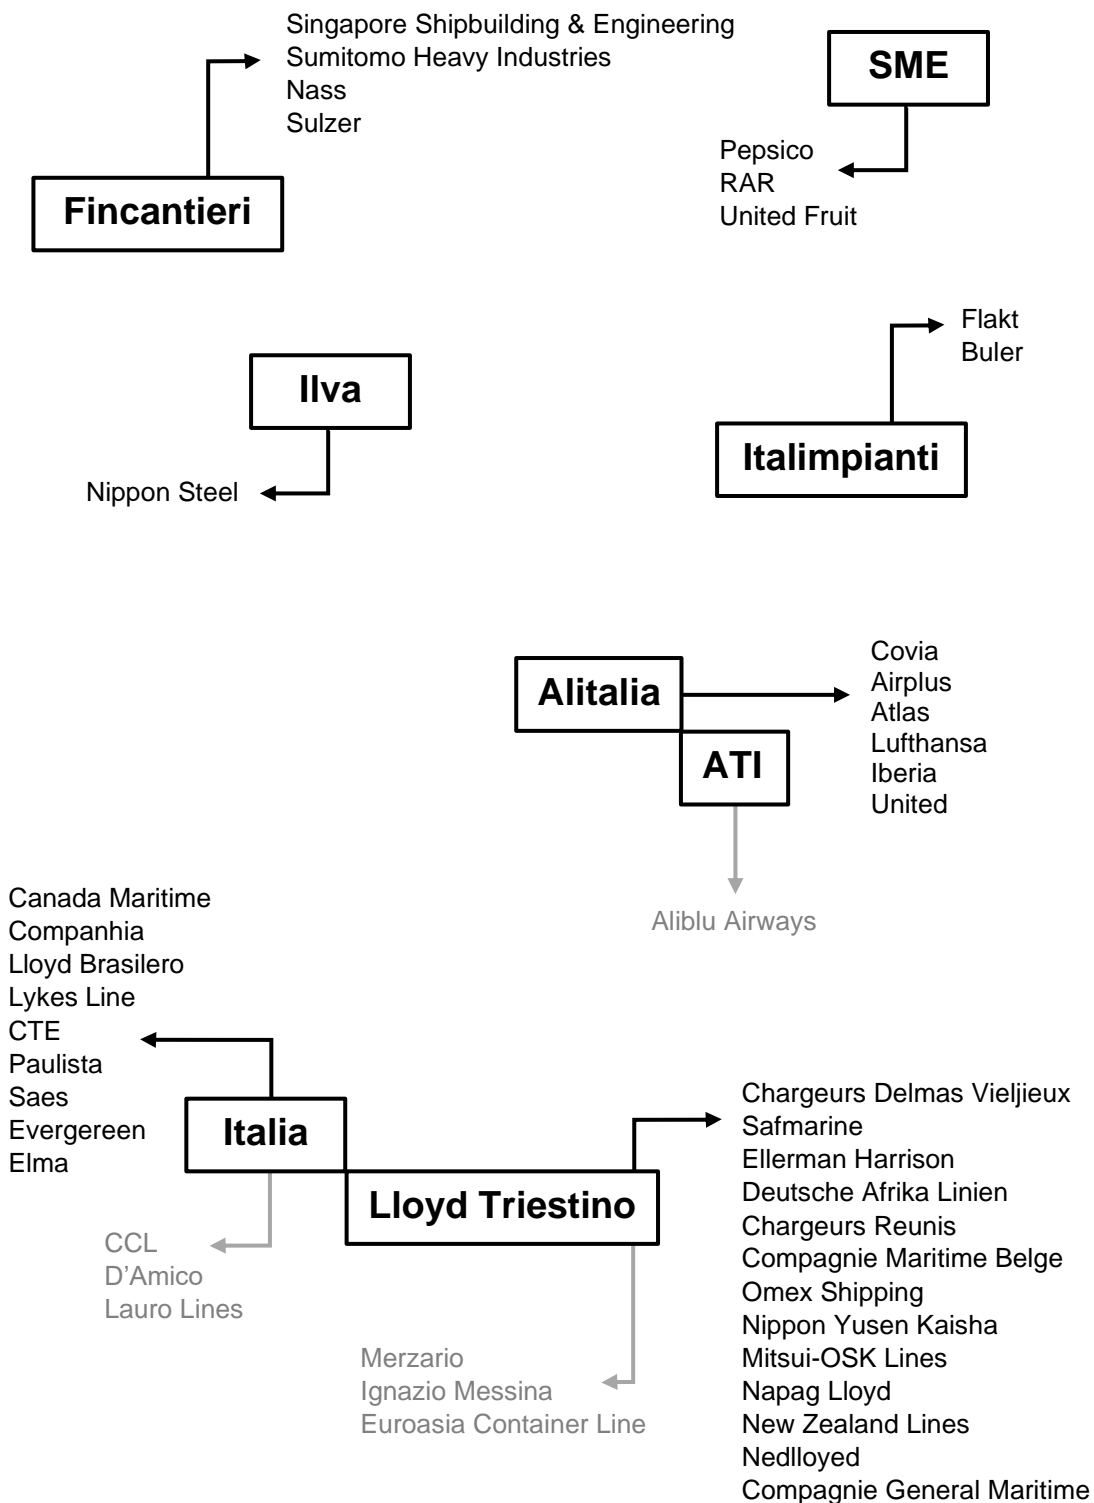 Singapore Shipbuilding & Engineering
Sumitomo Heavy Industries
Nass
Sulzer
Fincantieri
SME
Pepsico
RAR
United Fruit
Ilva
Nippon Steel
Flakt
Buler
Italimpianti
Alitalia
ATI
Covia
Airplus
Atlas
Lufthansa
Iberia
United
Aliblu Airways
Canada Maritime
Companhia
Lloyd Brasilero
Lykes Line
CTE
Paulista
Saes
Evergereen
Elma
Italia
Lloyd Triestino
CCL
D’Amico
Lauro Lines
Merzario
Ignazio Messina
Euroasia Container Line
Chargeurs Delmas Vieljieux
Safmarine
Ellerman Harrison
Deutsche Afrika Linien
Chargeurs Reunis
Compagnie Maritime Belge
Omex Shipping
Nippon Yusen Kaisha
Mitsui-OSK Lines
Napag Lloyd
New Zealand Lines
Nedlloyed
Compagnie General Maritime